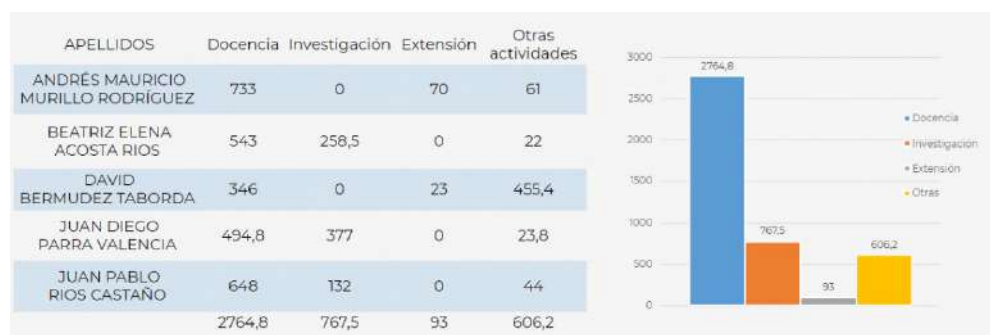 APELLIDOS Docencia Investigación Extensión Otras actividades
ANDRÉS MAURICIO
MURILLO RODRÍGUEZ 733 0 70 61
BEATRIZ ELENA
ACOSTA RIOS 543 258,5 0 22
DAVID
BERMUDEZ TABORDA 346 0 23 455,4
JUAN DIEGO
PARRA VALENCIA 494,8 377 0 23,8
JUAN PABLO
RIOS CASTAÑO 648 132 0 44
2764,8 767,5 93 606,2
3000
2500
2000
1500
1000
500
0
2764,8
767,5
93
606,2
Docencia
Investigación
Extensión
Otras